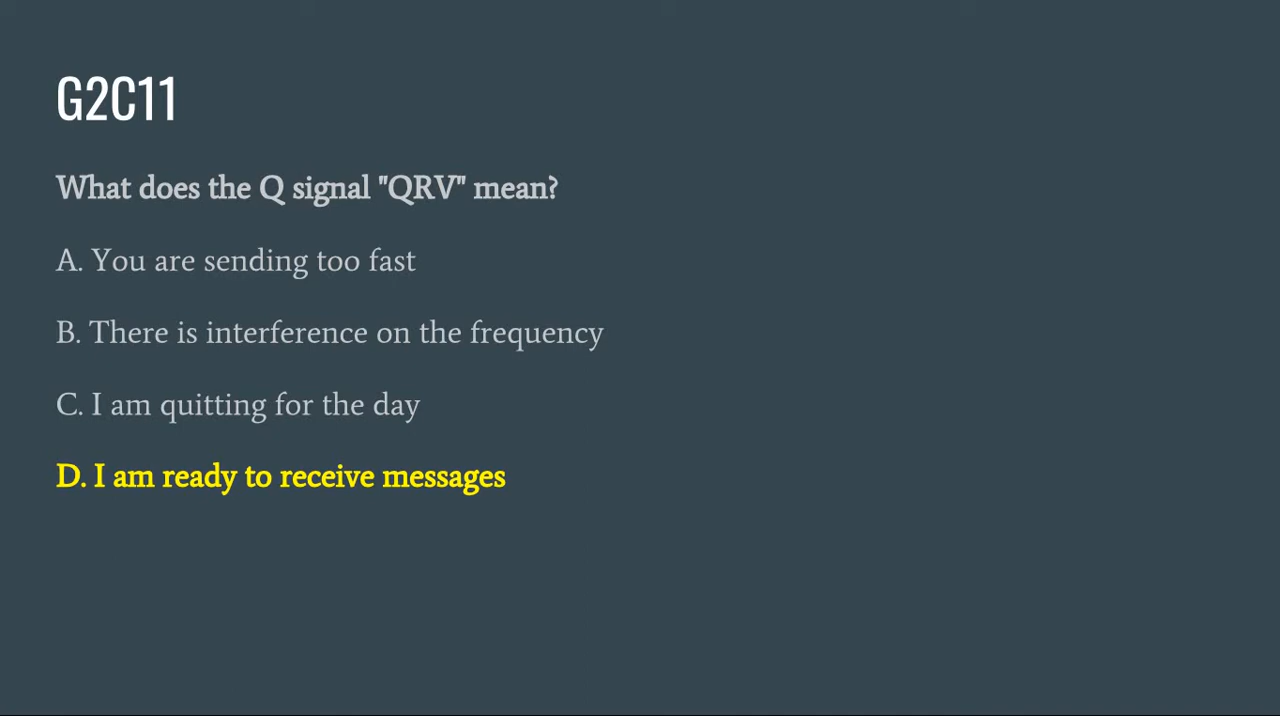 G2C11
What does the Q signal "QRV" mean?
A. You are sending too fast
B. There is interference on the frequency
C. I am quitting for the day
D. I am ready to receive messages